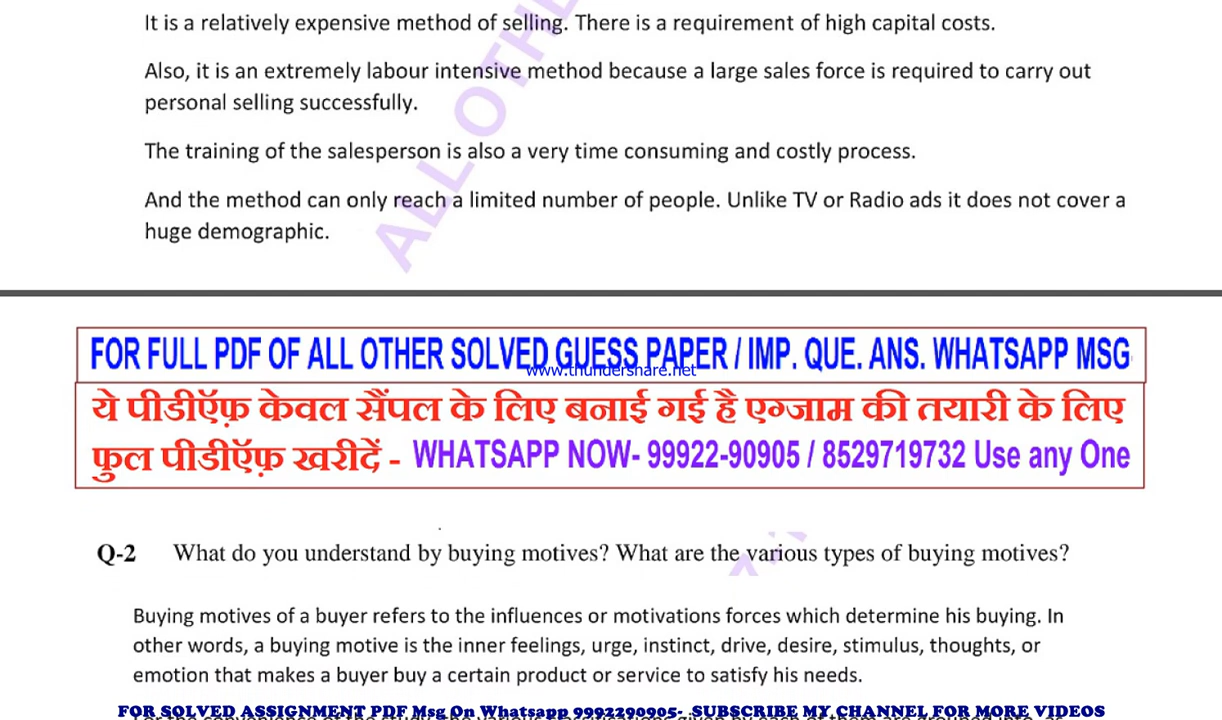 It is a relatively expensive method of selling. There is a requirement of high capital costs.
Also, it is an extremely labour intensive method because a large sales force is required to carry out
personal selling successfully.
The training of the salesperson is also a very time consuming and costly process.
And the method can only reach a limited number of people. Unlike TV or Radio ads it does not cover a
huge demographic.
ALL OTHE
FOR FULL PDF OF ALL OTHER SOLVED GUESS PAPER / IMP. QUE. ANS. WHATSAPP MSG
www.thundershare.net
ये पीडीऍफ़ केवल सैंपल के लिए बनाई गई है एग्जाम की तयारी के लिए
फुल पीडीऍफ़ खरीदें - WHATSAPP NOW- 99922-90905 / 8529719732 Use any One
Q-2 What do you understand by buying motives? What are the various types of buying motives?
Buying motives of a buyer refers to the influences or motivations forces which determine his buying. In
other words, a buying motive is the inner feelings, urge, instinct, drive, desire, stimulus, thoughts, or
emotion that makes a buyer buy a certain product or service to satisfy his needs.
FOR SOLVED ASSIGNMENT PDF Msg On Whatsapp 9992290905- .SUBSCRIBE MY CHANNEL FOR MORE VIDEOS